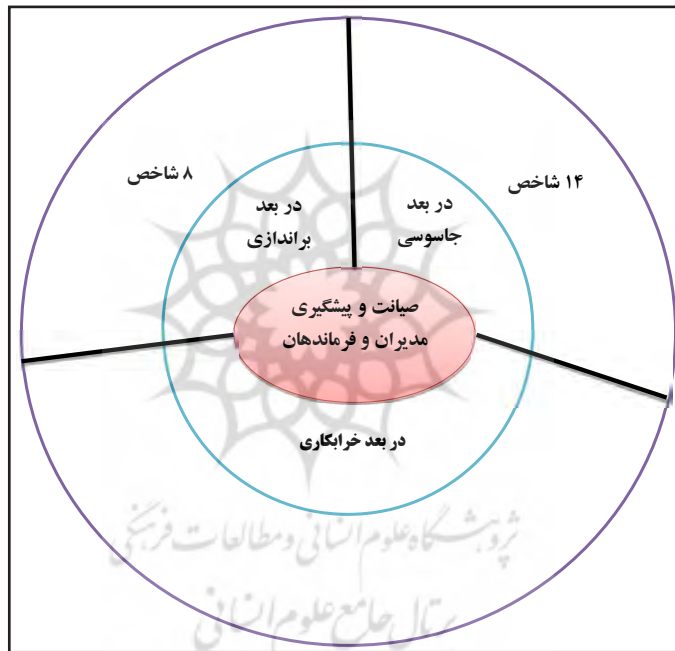 ۱۴ شاخص
۸ شاخص
در بعد
جاسوسی
در بعد
براندازی
صیانت و پیشگیری
مدیران و فرماندهان
در بعد خرابکاری
پژوهشگاه علوم انسانی و مطالعات فرهنگی
پرتال جامع علوم انسانی